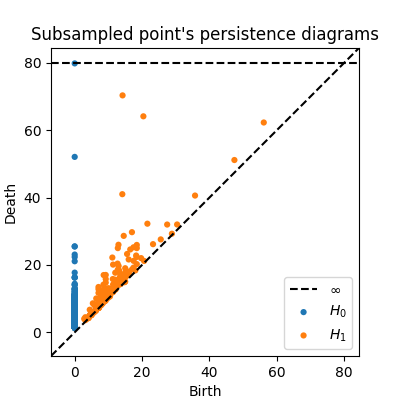 Subsampled point's persistence diagrams
80
60
40
20
0
Death
0 20 40 60 80
Birth
∞
H₀
H₁